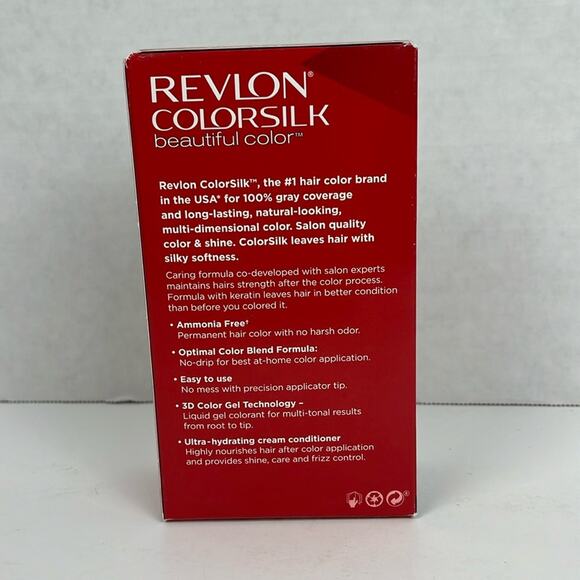 REVLON®
COLORSILK
beautiful color™
Revlon ColorSilk™, the #1 hair color brand
in the USA* for 100% gray coverage
and long-lasting, natural-looking,
multi-dimensional color. Salon quality
color & shine. ColorSilk leaves hair with
silky softness.
Caring formula co-developed with salon experts
maintains hairs strength after the color process.
Formula with keratin leaves hair in better condition
than before you colored it.
• Ammonia Free†
Permanent hair color with no harsh odor.
• Optimal Color Blend Formula:
No-drip for best at-home color application.
• Easy to use
No mess with precision applicator tip.
• 3D Color Gel Technology –
Liquid gel colorant for multi-tonal results
from root to tip.
• Ultra-hydrating cream conditioner
Highly nourishes hair after color application
and provides shine, care and frizz control.